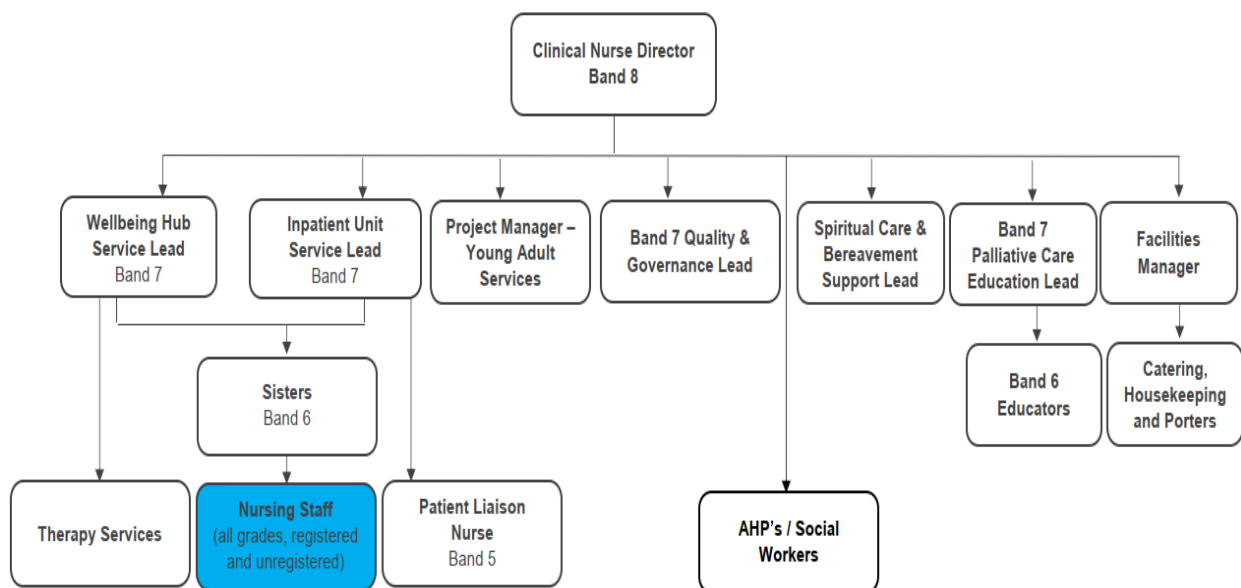 Clinical Nurse Director
Band 8
Wellbeing Hub
Service Lead
Band 7
Inpatient Unit
Service Lead
Band 7
Project Manager –
Young Adult
Services
Band 7 Quality &
Governance Lead
Spiritual Care &
Bereavement
Support Lead
Band 7
Palliative Care
Education Lead
Facilities
Manager
Sisters
Band 6
Band 6
Educators
Catering,
Housekeeping
and Porters
Therapy Services
Nursing Staff
(all grades, registered
and unregistered)
Patient Liaison
Nurse
Band 5
AHP's / Social
Workers